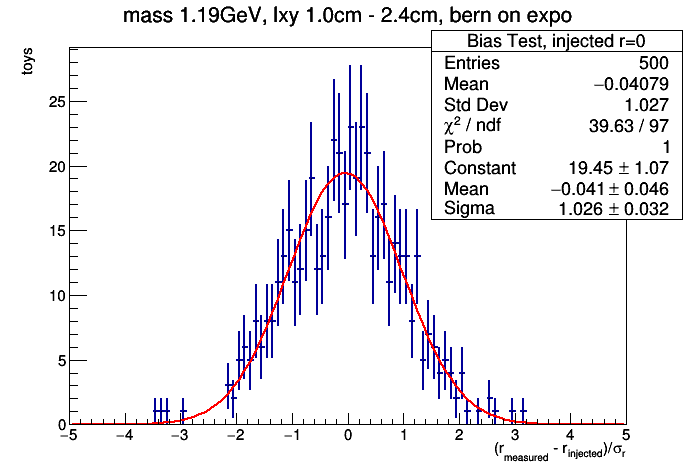 mass 1.19GeV, lxy 1.0cm - 2.4cm, bern on expo
toys
Bias Test, injected r=0
Entries 500
Mean −0.04079
Std Dev 1.027
χ² / ndf 39.63 / 97
Prob 1
Constant 19.45 ± 1.07
Mean −0.041 ± 0.046
Sigma 1.026 ± 0.032
25
20
15
10
5
0
−5 −4 −3 −2 −1 0 1 2 3 4 5
(r_measured - r_injected)/σ_r